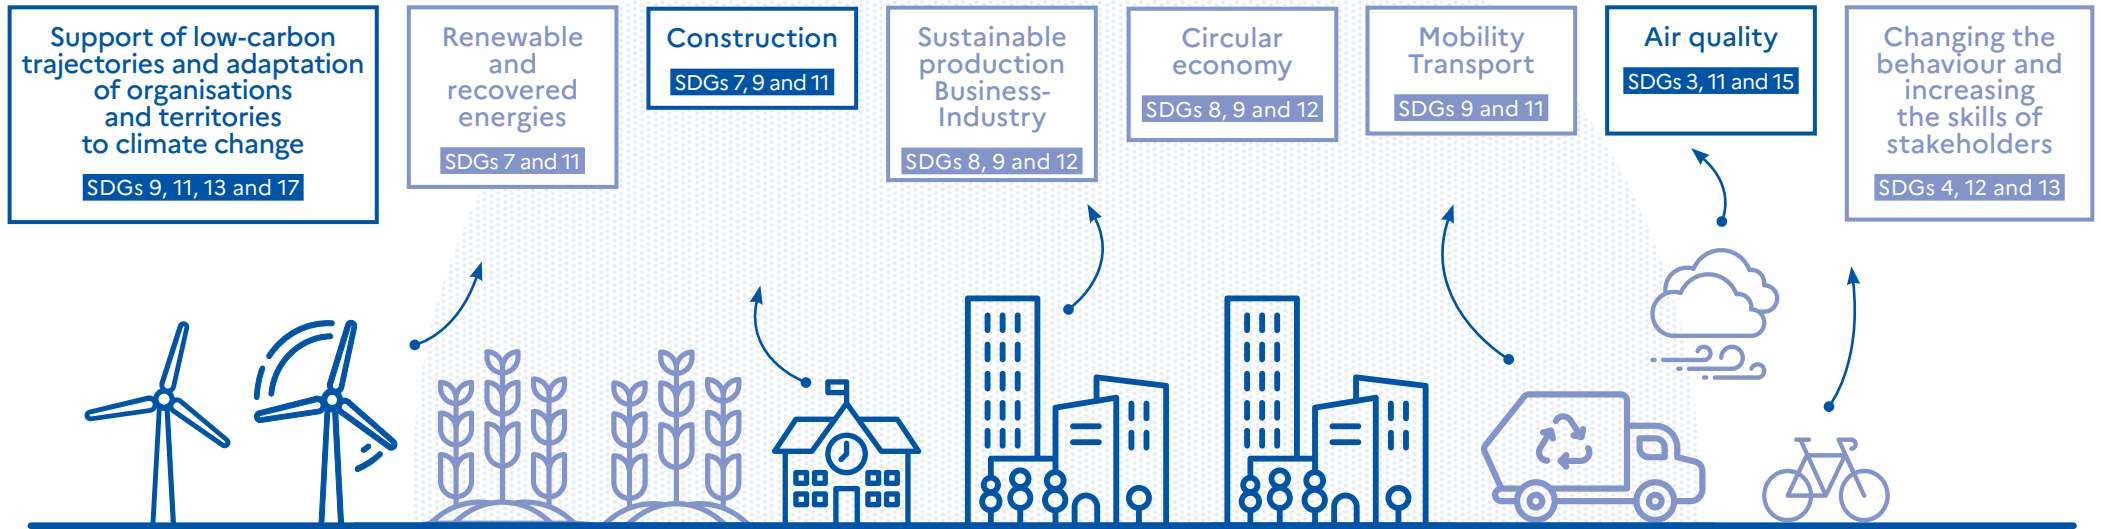 Support of low-carbon
trajectories and adaptation
of organisations
and territories
to climate change
SDGs 9, 11, 13 and 17
Renewable
and
recovered
energies
SDGs 7 and 11
Construction
SDGs 7, 9 and 11
Sustainable
production
Business-
Industry
SDGs 8, 9 and 12
Circular
economy
SDGs 8, 9 and 12
Mobility
Transport
SDGs 9 and 11
Air quality
SDGs 3, 11 and 15
Changing the
behaviour and
increasing
the skills of
stakeholders
SDGs 4, 12 and 13